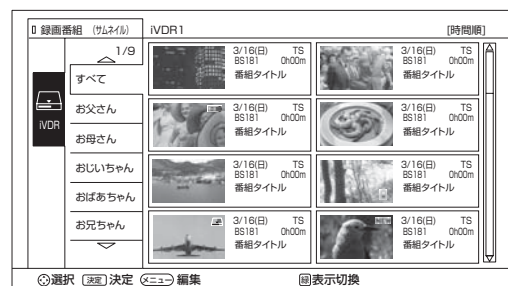 録画番組 (サムネイル) iVDR1 [時間順]
1/9
iVDR
すべて
お父さん
お母さん
おじいちゃん
おばあちゃん
お兄ちゃん
3/16(日) TS
BS181 0h00m
番組タイトル
3/16(日) TS
BS181 0h00m
番組タイトル
3/16(日) TS
BS181 0h00m
番組タイトル
3/16(日) TS
BS181 0h00m
番組タイトル
3/16(日) TS
BS181 0h00m
番組タイトル
3/16(日) TS
BS181 0h00m
番組タイトル
3/16(日) TS
BS181 0h00m
番組タイトル
3/16(日) TS
BS181 0h00m
番組タイトル
選択 決定 決定 メニュー 編集 緑 表示切換